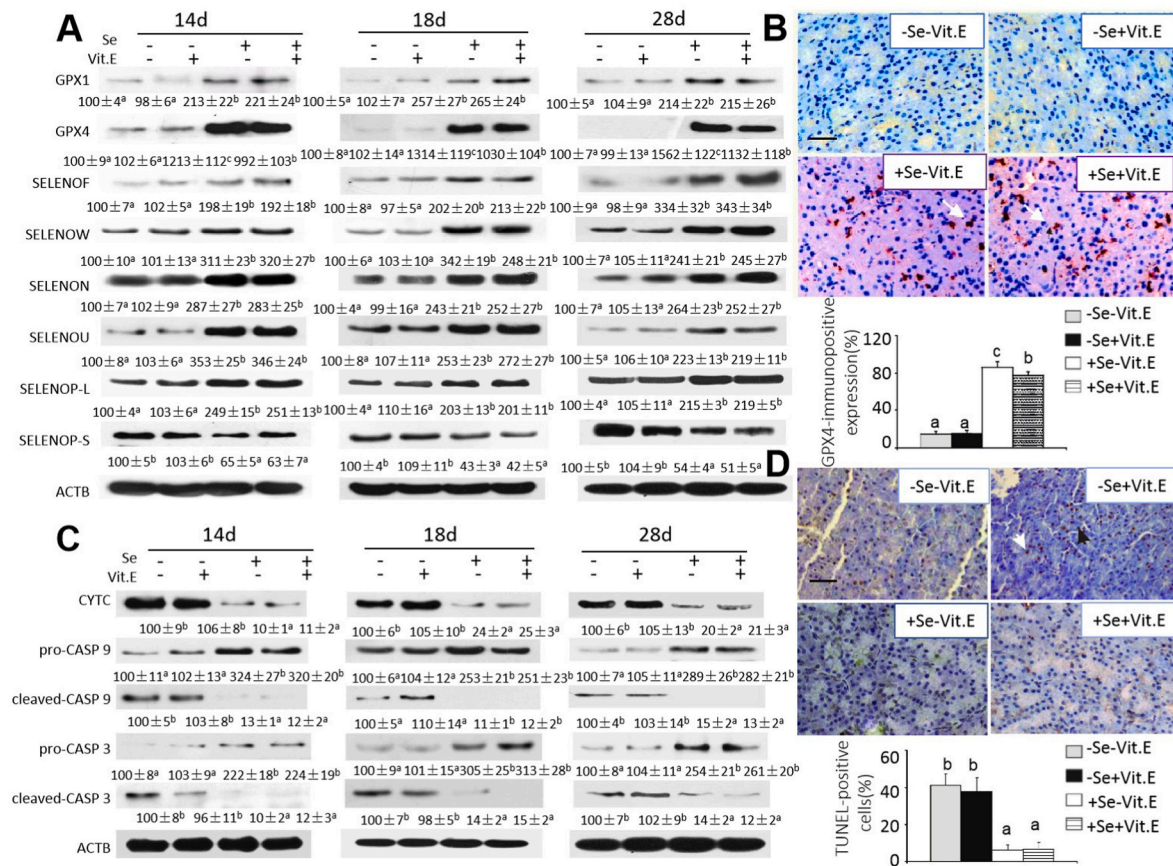 A
14d 18d 28d
Se - - + + - - + + - - + +
Vit.E - + - + - + - + - + - +
GPX1
100±4ᵃ 98±6ᵃ 213±22ᵇ 221±24ᵇ 100±5ᵃ 102±7ᵃ 257±27ᵇ 265±24ᵇ 100±5ᵃ 104±9ᵃ 214±22ᵇ 215±26ᵇ
GPX4
100±9ᵃ 102±6ᵃ 1213±112ᶜ 992±103ᵇ 100±8ᵃ 102±14ᵃ 1314±119ᶜ 1030±104ᵇ 100±7ᵃ 99±13ᵃ 1562±122ᶜ 1132±118ᵇ
SELENOF
100±7ᵃ 102±5ᵃ 198±19ᵇ 192±18ᵇ 100±8ᵃ 97±5ᵃ 202±20ᵇ 213±22ᵇ 100±9ᵃ 98±9ᵃ 334±32ᵇ 343±34ᵇ
SELENOW
100±10ᵃ 101±13ᵃ 311±23ᵇ 320±27ᵇ 100±6ᵃ 103±10ᵃ 342±19ᵇ 248±21ᵇ 100±7ᵃ 105±11ᵃ 241±21ᵇ 245±27ᵇ
SELENON
100±7ᵃ 102±9ᵃ 287±27ᵇ 283±25ᵇ 100±4ᵃ 99±16ᵃ 243±21ᵇ 252±27ᵇ 100±7ᵃ 105±13ᵃ 264±23ᵇ 252±27ᵇ
SELENOU
100±8ᵃ 103±6ᵃ 353±25ᵇ 346±24ᵇ 100±8ᵃ 107±11ᵃ 253±23ᵇ 272±27ᵇ 100±5ᵃ 106±10ᵃ 223±13ᵇ 219±11ᵇ
SELENOP-L
100±4ᵃ 103±6ᵃ 249±15ᵇ 251±13ᵇ 100±4ᵃ 110±16ᵃ 203±13ᵇ 201±11ᵇ 100±4ᵃ 105±11ᵃ 215±3ᵇ 219±5ᵇ
SELENOP-S
100±5ᵇ 103±6ᵇ 65±5ᵃ 63±7ᵃ 100±4ᵇ 109±11ᵇ 43±3ᵃ 42±5ᵃ 100±5ᵇ 104±9ᵇ 54±4ᵃ 51±5ᵃ
ACTB
B
-Se-Vit.E -Se+Vit.E
+Se-Vit.E +Se+Vit.E
GPX4-immunopositive
expression(%)
120
80
40
0
a a c b
-Se-Vit.E
-Se+Vit.E
+Se-Vit.E
+Se+Vit.E
C
14d 18d 28d
Se - - + + - - + + - - + +
Vit.E - + - + - + - + - + - +
CYTC
100±9ᵇ 106±8ᵇ 10±1ᵃ 11±2ᵃ 100±6ᵇ 105±10ᵇ 24±2ᵃ 25±3ᵃ 100±6ᵇ 105±13ᵇ 20±2ᵃ 21±3ᵃ
pro-CASP 9
100±11ᵃ 102±13ᵃ 324±27ᵇ 320±20ᵇ 100±6ᵃ 104±12ᵃ 253±21ᵇ 251±23ᵇ 100±7ᵃ 105±11ᵃ 289±26ᵇ 282±21ᵇ
cleaved-CASP 9
100±5ᵇ 103±8ᵇ 13±1ᵃ 12±2ᵃ 100±5ᵃ 110±14ᵃ 11±1ᵇ 12±2ᵇ 100±4ᵇ 103±14ᵇ 15±2ᵃ 13±2ᵃ
pro-CASP 3
100±8ᵃ 103±9ᵃ 222±18ᵇ 224±19ᵇ 100±9ᵃ 101±15ᵃ 305±25ᵇ 313±28ᵇ 100±8ᵃ 104±11ᵃ 254±21ᵇ 261±20ᵇ
cleaved-CASP 3
100±8ᵇ 96±11ᵇ 10±2ᵃ 12±3ᵃ 100±7ᵇ 98±5ᵇ 14±2ᵃ 15±2ᵃ 100±7ᵇ 102±9ᵇ 14±2ᵃ 12±2ᵃ
ACTB
D
-Se-Vit.E -Se+Vit.E
+Se-Vit.E +Se+Vit.E
TUNEL-positive
cells(%)
60
40
20
0
b b a a
-Se-Vit.E
-Se+Vit.E
+Se-Vit.E
+Se+Vit.E